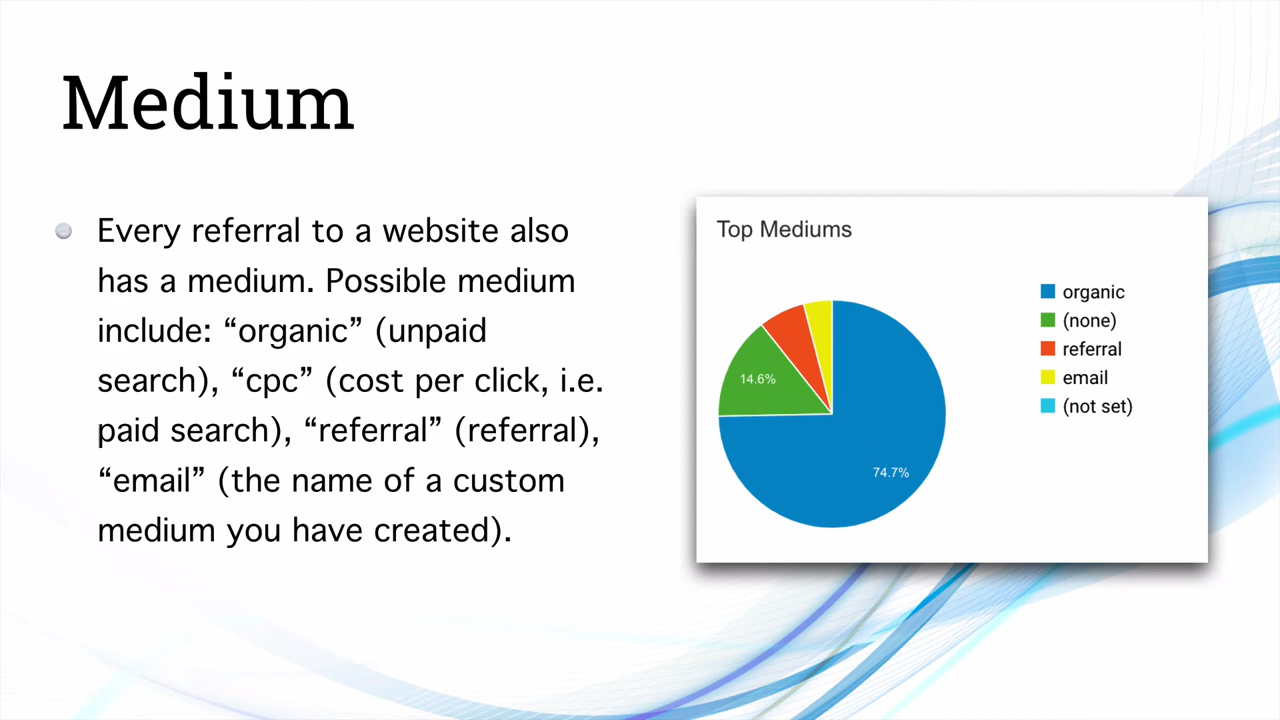 Medium
Every referral to a website also
has a medium. Possible medium
include: “organic” (unpaid
search), “cpc” (cost per click, i.e.
paid search), “referral” (referral),
“email” (the name of a custom
medium you have created).
Top Mediums
organic
(none)
referral
email
(not set)
14.6%
74.7%